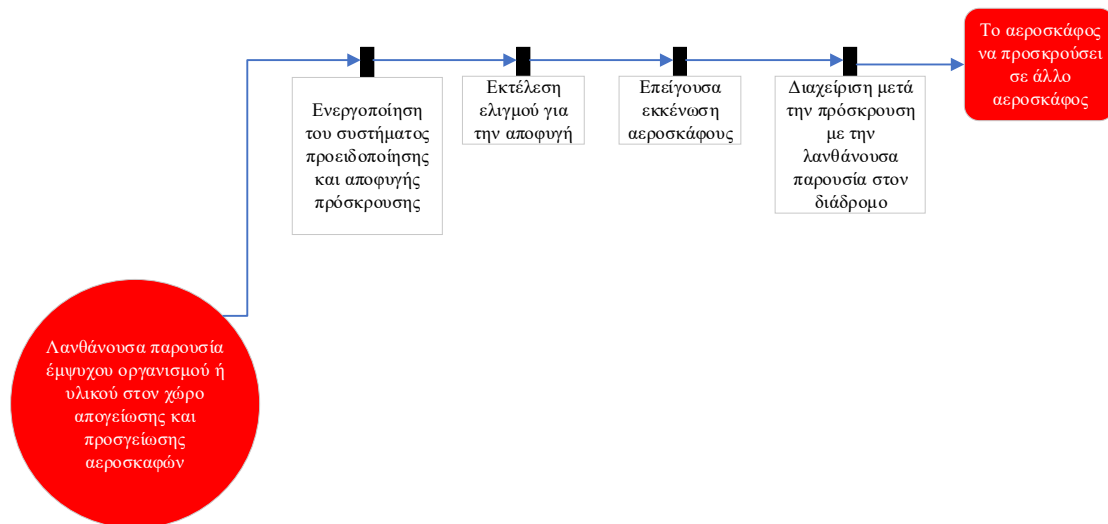 Το αεροσκάφος
να προσκρούσει
σε άλλο
αεροσκάφος
Ενεργοποίηση
του συστήματος
προειδοποίησης
και αποφυγής
πρόσκρουσης
Εκτέλεση
ελιγμού για
την αποφυγή
Επείγουσα
εκκένωση
αεροσκάφους
Διαχείριση μετά
την πρόσκρουση
με την
λανθάνουσα
παρουσία στον
διάδρομο
Λανθάνουσα παρουσία
έμψυχου οργανισμού ή
υλικού στον χώρο
απογείωσης και
προσγείωσης
αεροσκαφών